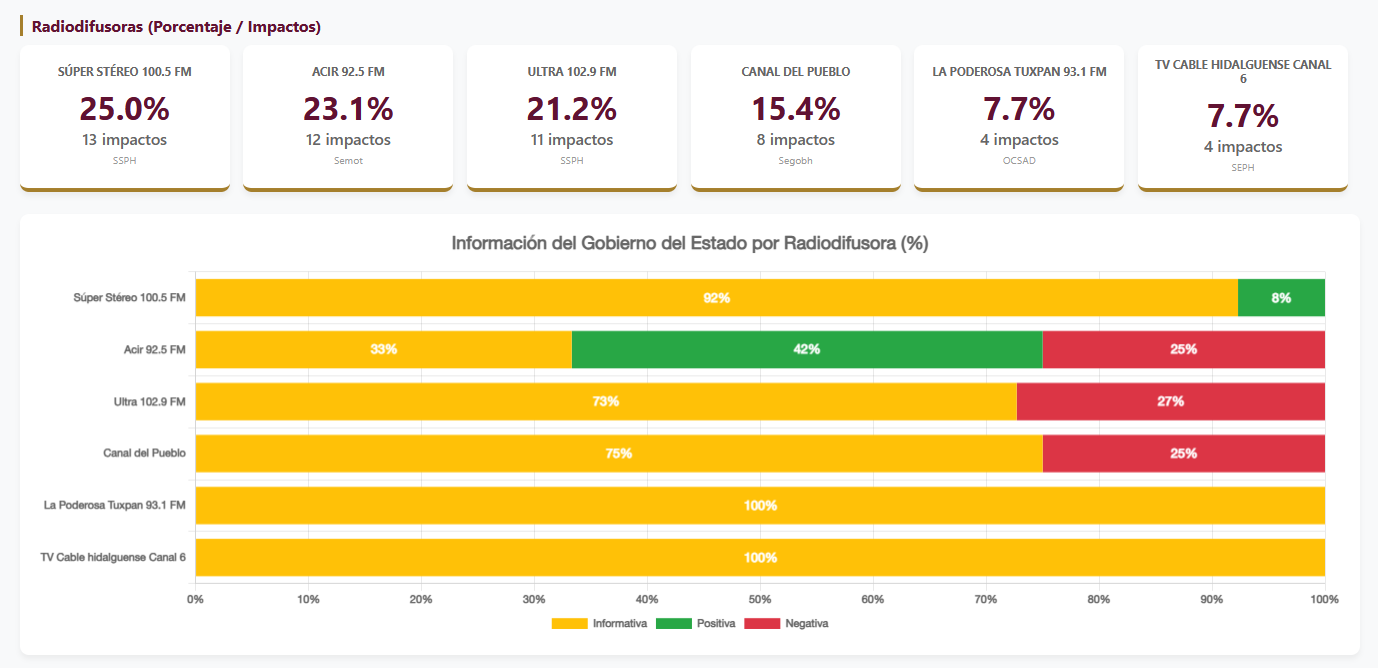 Radiodifusoras (Porcentaje / Impactos)
SÚPER STÉREO 100.5 FM
25.0%
13 impactos
SSPH
ACIR 92.5 FM
23.1%
12 impactos
Semot
ULTRA 102.9 FM
21.2%
11 impactos
SSPH
CANAL DEL PUEBLO
15.4%
8 impactos
Segobh
LA PODEROSA TUXPAN 93.1 FM
7.7%
4 impactos
OCSAD
TV CABLE HIDALGUENSE CANAL
6
7.7%
4 impactos
SEPH
Información del Gobierno del Estado por Radiodifusora (%)
Súper Stéreo 100.5 FM 92% 8%
Acir 92.5 FM 33% 42% 25%
Ultra 102.9 FM 73% 27%
Canal del Pueblo 75% 25%
La Poderosa Tuxpan 93.1 FM 100%
TV Cable hidalguense Canal 6 100%
0% 10% 20% 30% 40% 50% 60% 70% 80% 90% 100%
Informativa Positiva Negativa